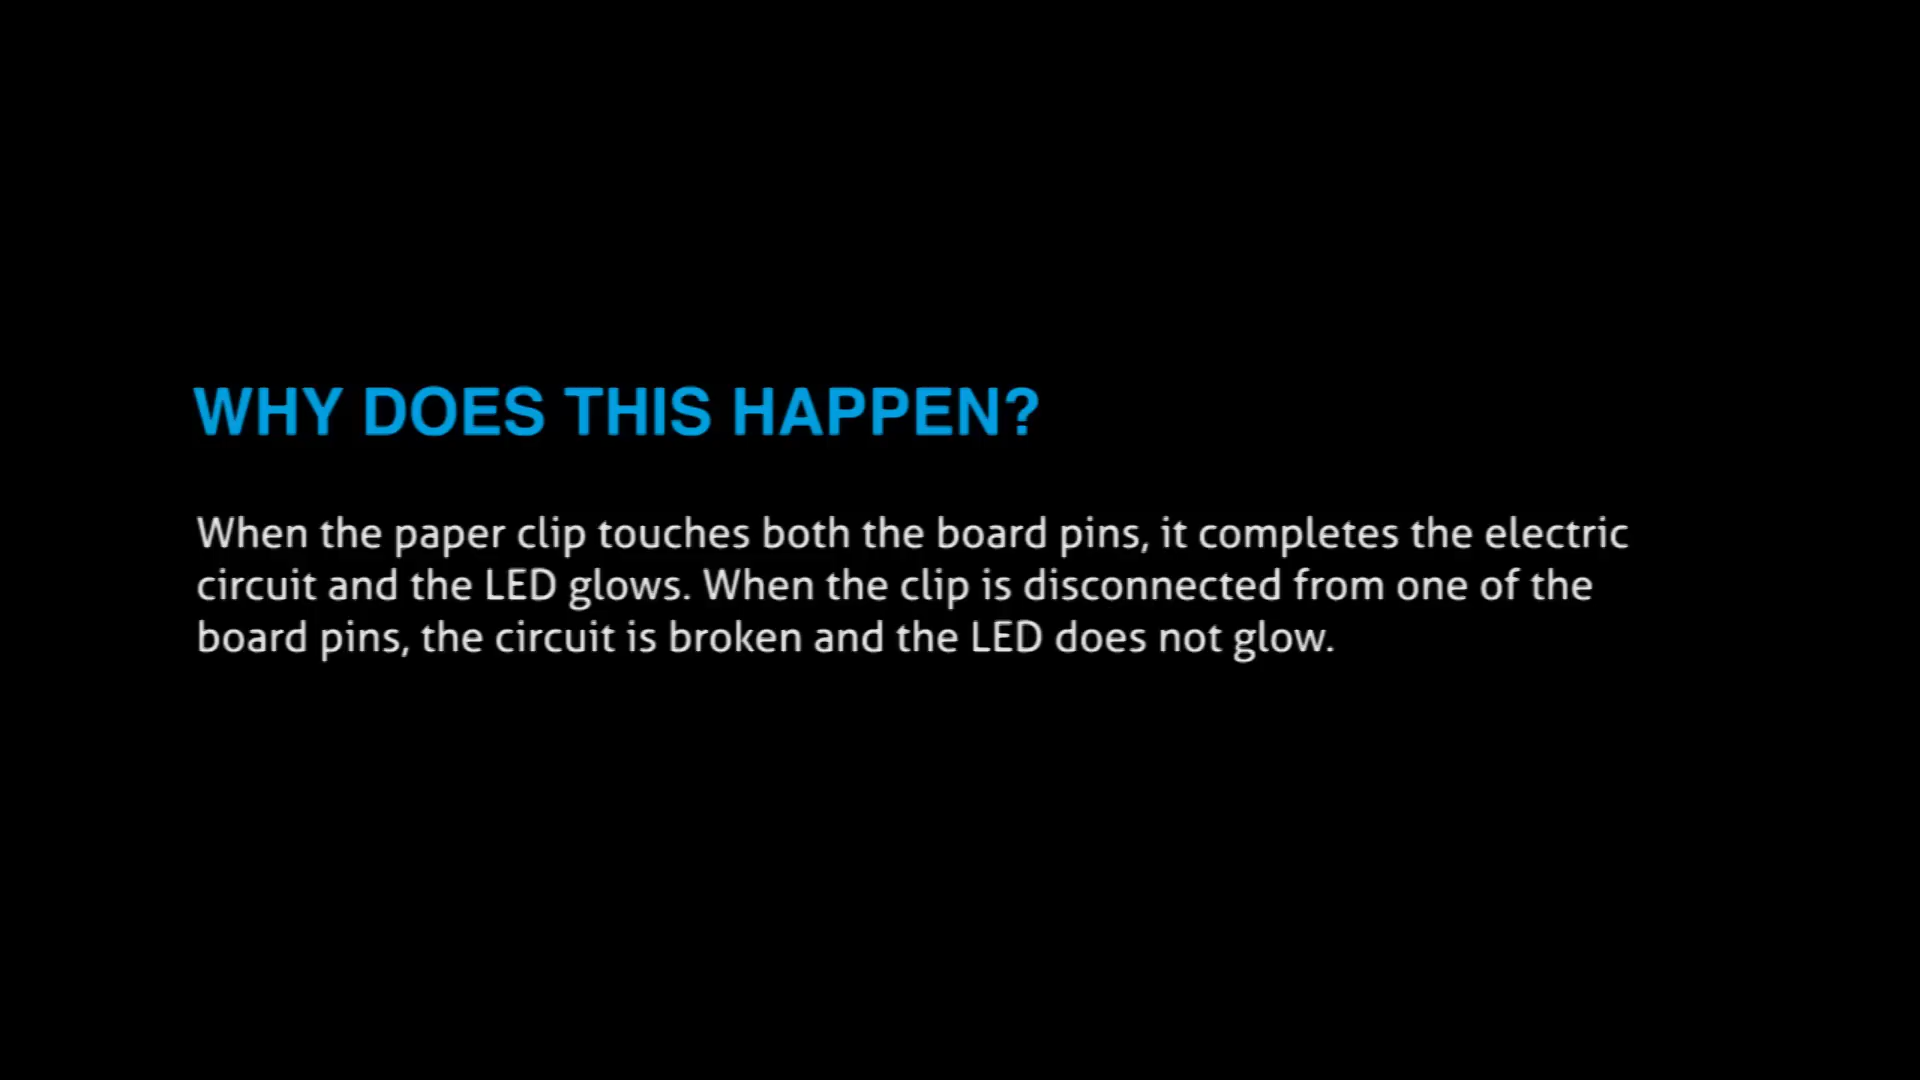 WHY DOES THIS HAPPEN?
When the paper clip touches both the board pins, it completes the electric
circuit and the LED glows. When the clip is disconnected from one of the
board pins, the circuit is broken and the LED does not glow.